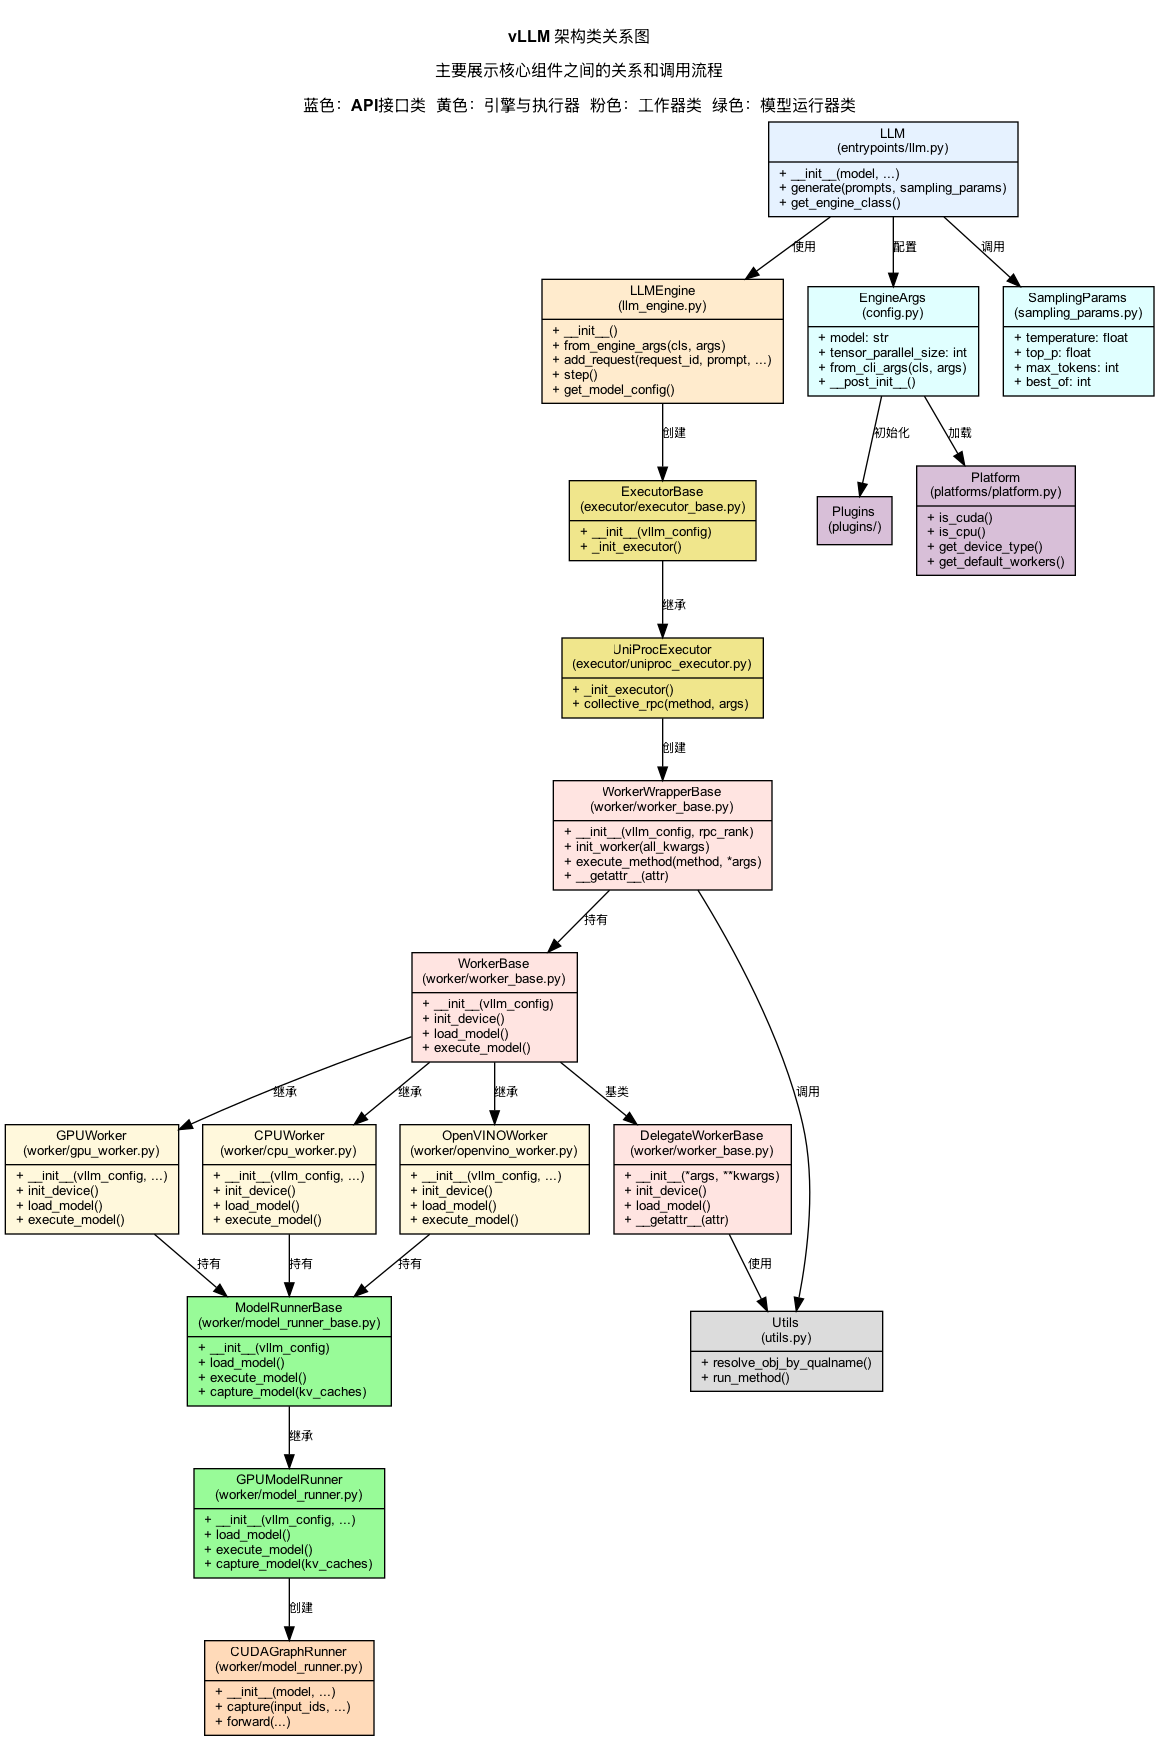 vLLM 架构类关系图
主要展示核心组件之间的关系和调用流程
蓝色：API接口类  黄色：引擎与执行器  粉色：工作器类  绿色：模型运行器类
LLM
(entrypoints/llm.py)
+ __init__(model, ...)
+ generate(prompts, sampling_params)
+ get_engine_class()
使用
配置
调用
LLMEngine
(llm_engine.py)
+ __init__()
+ from_engine_args(cls, args)
+ add_request(request_id, prompt, ...)
+ step()
+ get_model_config()
EngineArgs
(config.py)
+ model: str
+ tensor_parallel_size: int
+ from_cli_args(cls, args)
+ __post_init__()
SamplingParams
(sampling_params.py)
+ temperature: float
+ top_p: float
+ max_tokens: int
+ best_of: int
创建
初始化
加载
ExecutorBase
(executor/executor_base.py)
+ __init__(vllm_config)
+ _init_executor()
Plugins
(plugins/)
Platform
(platforms/platform.py)
+ is_cuda()
+ is_cpu()
+ get_device_type()
+ get_default_workers()
继承
UniProcExecutor
(executor/uniproc_executor.py)
+ _init_executor()
+ collective_rpc(method, args)
创建
WorkerWrapperBase
(worker/worker_base.py)
+ __init__(vllm_config, rpc_rank)
+ init_worker(all_kwargs)
+ execute_method(method, *args)
+ __getattr__(attr)
持有
WorkerBase
(worker/worker_base.py)
+ __init__(vllm_config)
+ init_device()
+ load_model()
+ execute_model()
继承
继承
继承
基类
调用
GPUWorker
(worker/gpu_worker.py)
+ __init__(vllm_config, ...)
+ init_device()
+ load_model()
+ execute_model()
CPUWorker
(worker/cpu_worker.py)
+ __init__(vllm_config, ...)
+ init_device()
+ load_model()
+ execute_model()
OpenVINOWorker
(worker/openvino_worker.py)
+ __init__(vllm_config, ...)
+ init_device()
+ load_model()
+ execute_model()
DelegateWorkerBase
(worker/worker_base.py)
+ __init__(*args, **kwargs)
+ init_device()
+ load_model()
+ __getattr__(attr)
持有
持有
持有
使用
ModelRunnerBase
(worker/model_runner_base.py)
+ __init__(vllm_config)
+ load_model()
+ execute_model()
+ capture_model(kv_caches)
Utils
(utils.py)
+ resolve_obj_by_qualname()
+ run_method()
继承
GPUModelRunner
(worker/model_runner.py)
+ __init__(vllm_config, ...)
+ load_model()
+ execute_model()
+ capture_model(kv_caches)
创建
CUDAGraphRunner
(worker/model_runner.py)
+ __init__(model, ...)
+ capture(input_ids, ...)
+ forward(...)